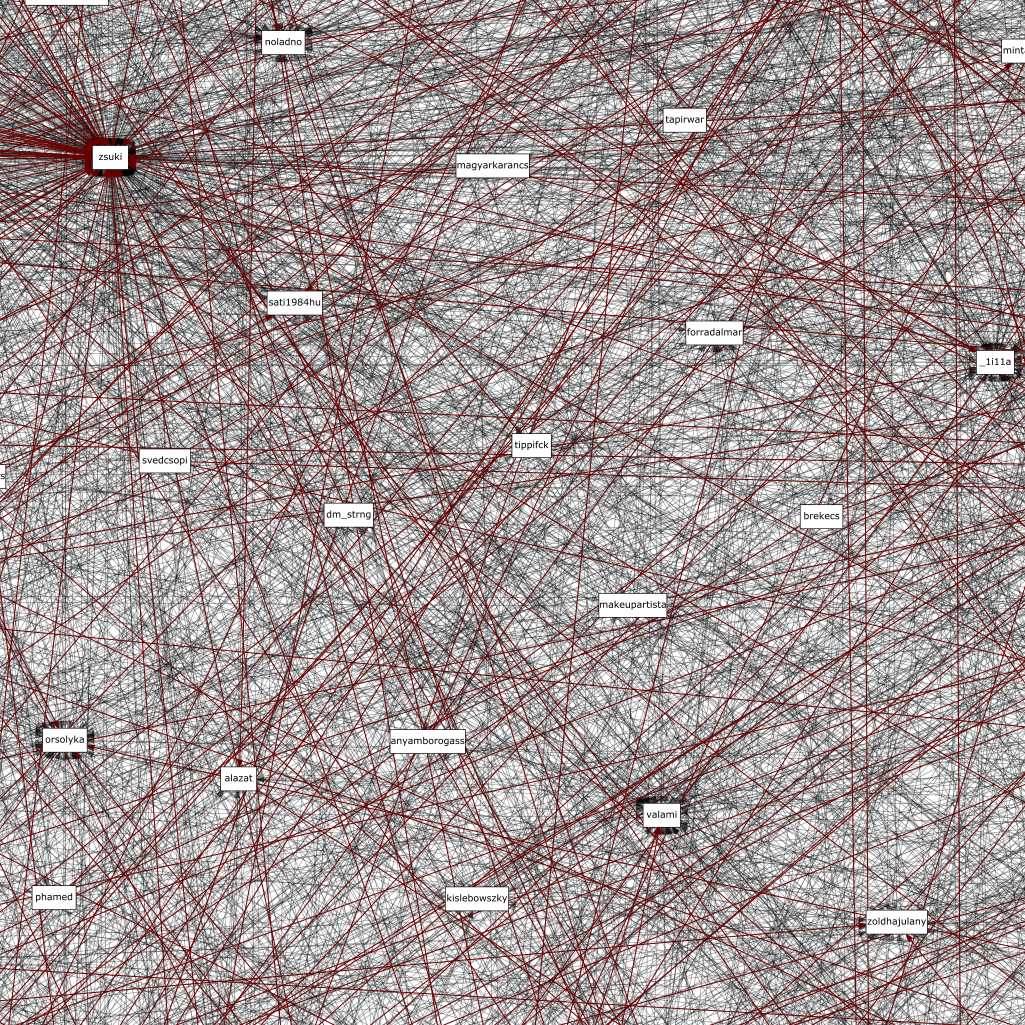 noladno
mint
tapirwar
zsuki
magyarkarancs
sati1984hu
forradalmar
_1i11a
tippifck
svedcsopi
dm_strng
brekecs
makeupartista
orsolyka
anyamborogass
alazat
valami
phamed
kislebowszky
zoldhajulany